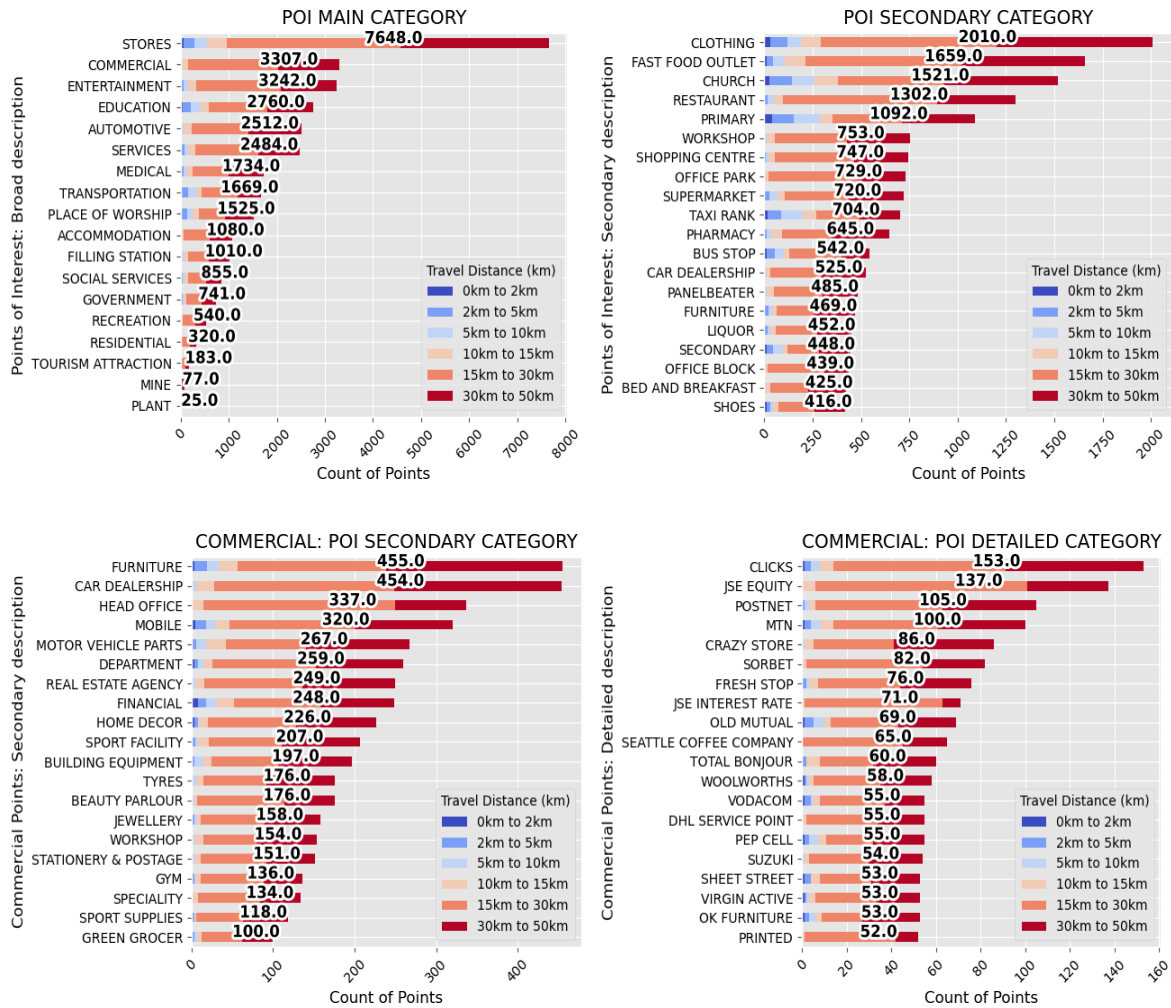 POI MAIN CATEGORY
Points of Interest: Broad description
STORES 7648.0
COMMERCIAL 3307.0
ENTERTAINMENT 3242.0
EDUCATION 2760.0
AUTOMOTIVE 2512.0
SERVICES 2484.0
MEDICAL 1734.0
TRANSPORTATION 1669.0
PLACE OF WORSHIP 1525.0
ACCOMMODATION 1080.0
FILLING STATION 1010.0
SOCIAL SERVICES 855.0
GOVERNMENT 741.0
RECREATION 540.0
RESIDENTIAL 320.0
TOURISM ATTRACTION 183.0
MINE 77.0
PLANT 25.0
Travel Distance (km)
0km to 2km
2km to 5km
5km to 10km
10km to 15km
15km to 30km
30km to 50km
0 1000 2000 3000 4000 5000 6000 7000 8000
Count of Points
POI SECONDARY CATEGORY
Points of Interest: Secondary description
CLOTHING 2010.0
FAST FOOD OUTLET 1659.0
CHURCH 1521.0
RESTAURANT 1302.0
PRIMARY 1092.0
WORKSHOP 753.0
SHOPPING CENTRE 747.0
OFFICE PARK 729.0
SUPERMARKET 720.0
TAXI RANK 704.0
PHARMACY 645.0
BUS STOP 542.0
CAR DEALERSHIP 525.0
PANELBEATER 485.0
FURNITURE 469.0
LIQUOR 452.0
SECONDARY 448.0
OFFICE BLOCK 439.0
BED AND BREAKFAST 425.0
SHOES 416.0
Travel Distance (km)
0km to 2km
2km to 5km
5km to 10km
10km to 15km
15km to 30km
30km to 50km
0 250 500 750 1000 1250 1500 1750 2000
Count of Points
COMMERCIAL: POI SECONDARY CATEGORY
Commercial Points: Secondary description
FURNITURE 455.0
CAR DEALERSHIP 454.0
HEAD OFFICE 337.0
MOBILE 320.0
MOTOR VEHICLE PARTS 267.0
DEPARTMENT 259.0
REAL ESTATE AGENCY 249.0
FINANCIAL 248.0
HOME DECOR 226.0
SPORT FACILITY 207.0
BUILDING EQUIPMENT 197.0
TYRES 176.0
BEAUTY PARLOUR 176.0
JEWELLERY 158.0
WORKSHOP 154.0
STATIONERY & POSTAGE 151.0
GYM 136.0
SPECIALITY 134.0
SPORT SUPPLIES 118.0
GREEN GROCER 100.0
Travel Distance (km)
0km to 2km
2km to 5km
5km to 10km
10km to 15km
15km to 30km
30km to 50km
0 100 200 300 400
Count of Points
COMMERCIAL: POI DETAILED CATEGORY
Commercial Points: Detailed description
CLICKS 153.0
JSE EQUITY 137.0
POSTNET 105.0
MTN 100.0
CRAZY STORE 86.0
SORBET 82.0
FRESH STOP 76.0
JSE INTEREST RATE 71.0
OLD MUTUAL 69.0
SEATTLE COFFEE COMPANY 65.0
TOTAL BONJOUR 60.0
WOOLWORTHS 58.0
VODACOM 55.0
DHL SERVICE POINT 55.0
PEP CELL 55.0
SUZUKI 54.0
SHEET STREET 53.0
VIRGIN ACTIVE 53.0
OK FURNITURE 53.0
PRINTED 52.0
Travel Distance (km)
0km to 2km
2km to 5km
5km to 10km
10km to 15km
15km to 30km
30km to 50km
0 20 40 60 80 100 120 140 160
Count of Points